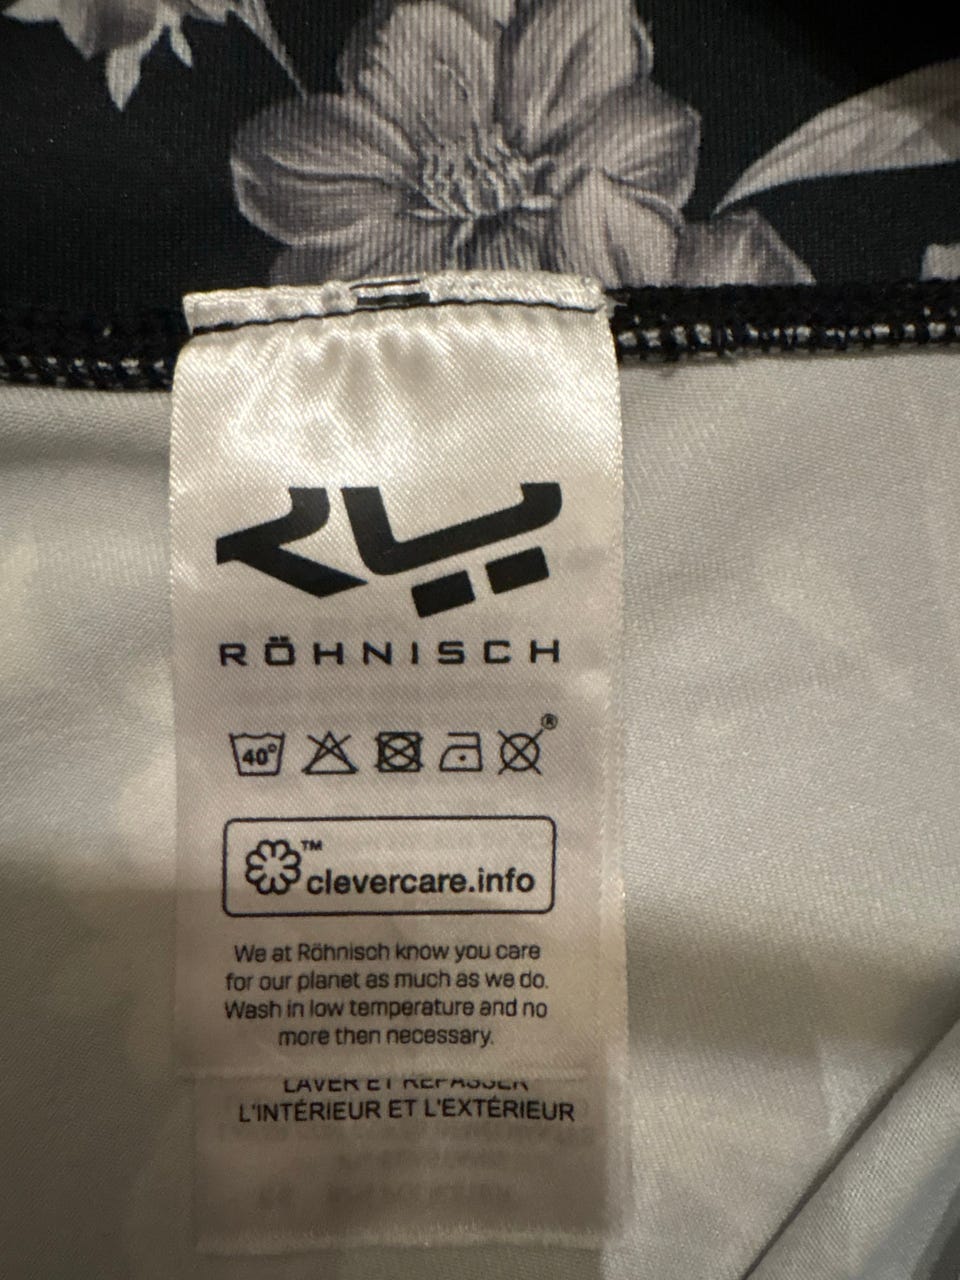 RÖHNISCH
40°
®
™
clevercare.info
We at Röhnisch know you care
for our planet as much as we do.
Wash in low temperature and no
more then necessary.
LAVER ET REPASSER
L'INTÉRIEUR ET L'EXTÉRIEUR